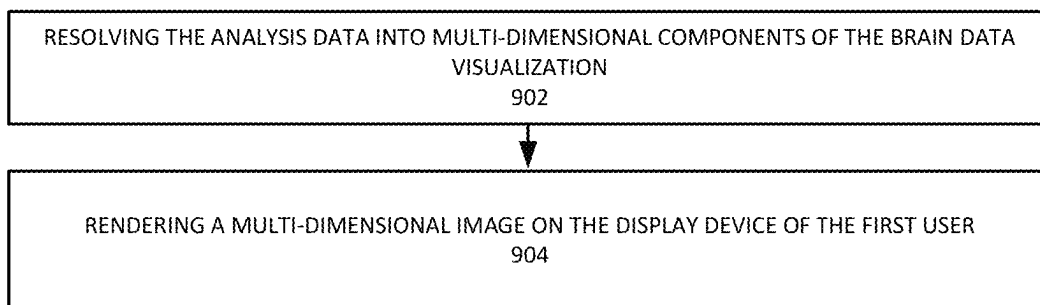 RESOLVING THE ANALYSIS DATA INTO MULTI-DIMENSIONAL COMPONENTS OF THE BRAIN DATA
VISUALIZATION
902
RENDERING A MULTI-DIMENSIONAL IMAGE ON THE DISPLAY DEVICE OF THE FIRST USER
904